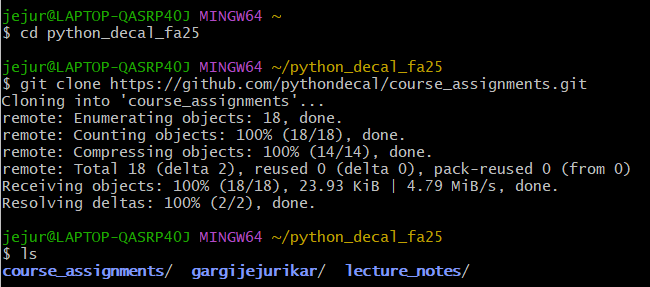 jejur@LAPTOP-QASRP40J MINGW64 ~
$ cd python_decal_fa25
jejur@LAPTOP-QASRP40J MINGW64 ~/python_decal_fa25
$ git clone https://github.com/pythondecal/course_assignments.git
Cloning into 'course_assignments'...
remote: Enumerating objects: 18, done.
remote: Counting objects: 100% (18/18), done.
remote: Compressing objects: 100% (14/14), done.
remote: Total 18 (delta 2), reused 0 (delta 0), pack-reused 0 (from 0)
Receiving objects: 100% (18/18), 23.93 KiB | 4.79 MiB/s, done.
Resolving deltas: 100% (2/2), done.
jejur@LAPTOP-QASRP40J MINGW64 ~/python_decal_fa25
$ ls
course_assignments/  gargijejurikar/  lecture_notes/